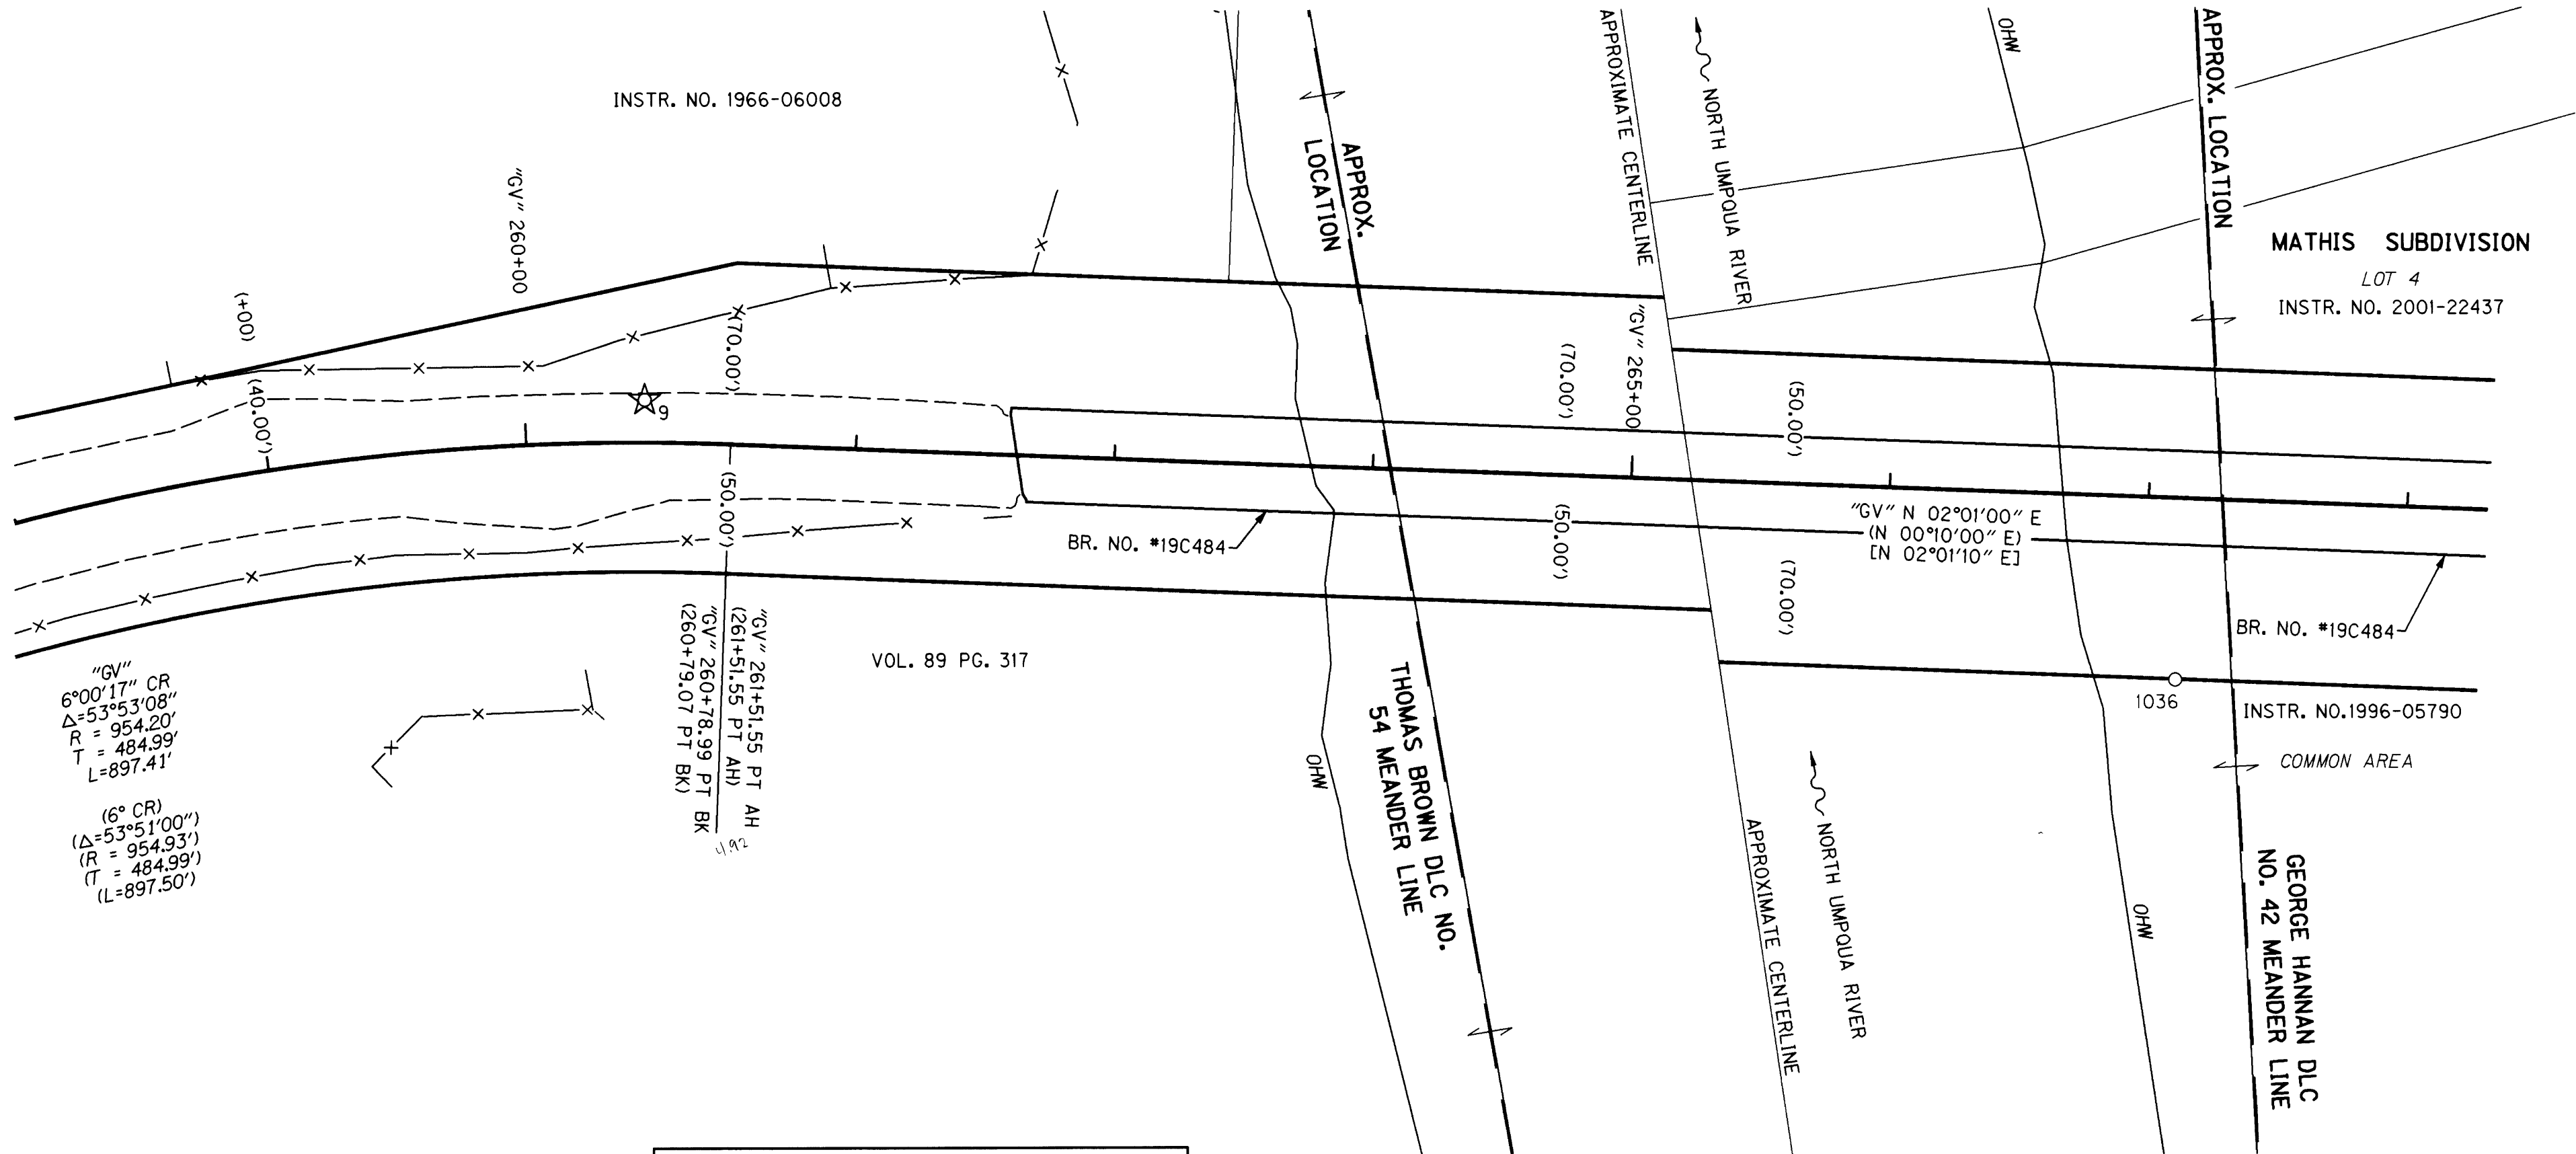 INSTR. NO. 1966-06008
"GV" 260+00
(+00)
(40.00')
(70.00')
9
(50.00')
"GV" 261+51.55 PT AH
(261+51.55 PT AH)
"GV" 260+78.99 PT BK
(260+79.07 PT BK)
"GV"
6°00'17" CR
Δ=53°53'08"
R = 954.20'
T = 484.99'
L=897.41'
(6° CR)
(Δ=53°51'00")
(R = 954.93')
(T = 484.99')
(L=897.50')
VOL. 89 PG. 317
BR. NO. #19C484
APPROX.
LOCATION
OHW
THOMAS BROWN DLC NO.
54 MEANDER LINE
APPROXIMATE CENTERLINE
NORTH UMPQUA RIVER
"GV" 265+00
(70.00')
(50.00')
(50.00')
(70.00')
"GV" N 02°01'00" E
(N 00°10'00" E)
[N 02°01'10" E]
APPROXIMATE CENTERLINE
NORTH UMPQUA RIVER
OHW
OHW
APPROX. LOCATION
MATHIS SUBDIVISION
LOT 4
INSTR. NO. 2001-22437
BR. NO. #19C484
1036
INSTR. NO.1996-05790
COMMON AREA
GEORGE HANNAN DLC
NO. 42 MEANDER LINE